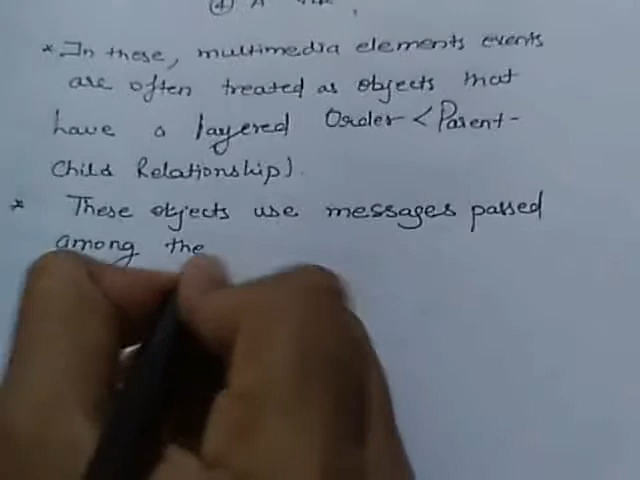 * In these, multimedia elements events
are often treated as objects that
have a layered Order < Parent-
Child Relationship).
* These objects use messages passed
among the